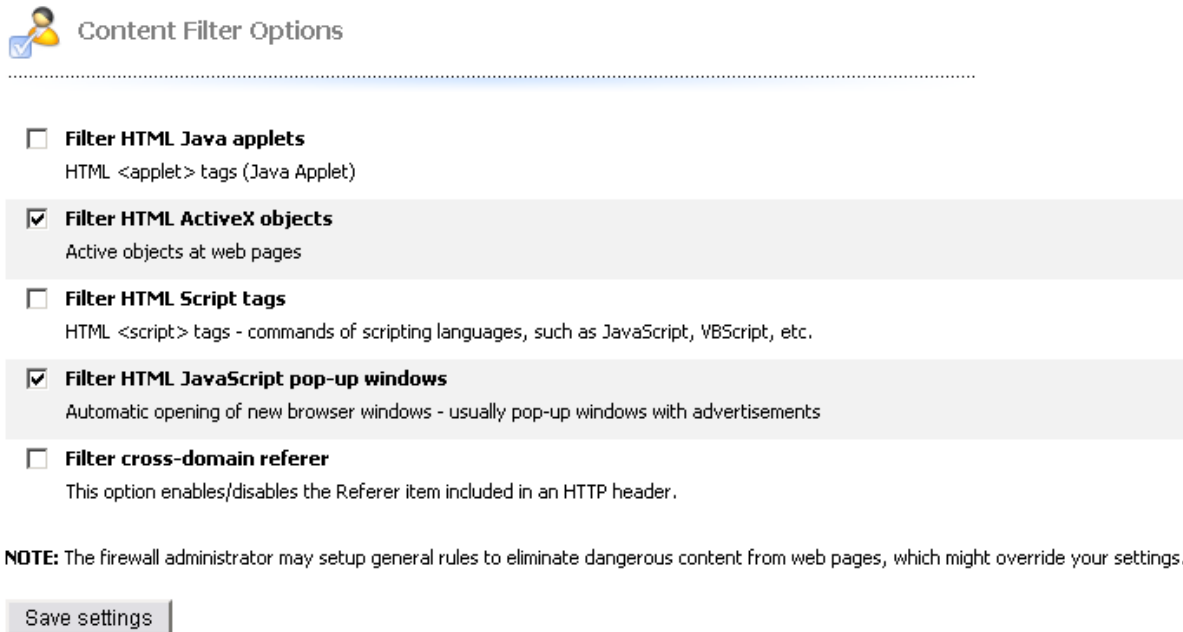 Content Filter Options
Filter HTML Java applets
HTML <applet> tags (Java Applet)
Filter HTML ActiveX objects
Active objects at web pages
Filter HTML Script tags
HTML <script> tags - commands of scripting languages, such as JavaScript, VBScript, etc.
Filter HTML JavaScript pop-up windows
Automatic opening of new browser windows - usually pop-up windows with advertisements
Filter cross-domain referer
This option enables/disables the Referer item included in an HTTP header.
NOTE: The firewall administrator may setup general rules to eliminate dangerous content from web pages, which might override your settings.
Save settings